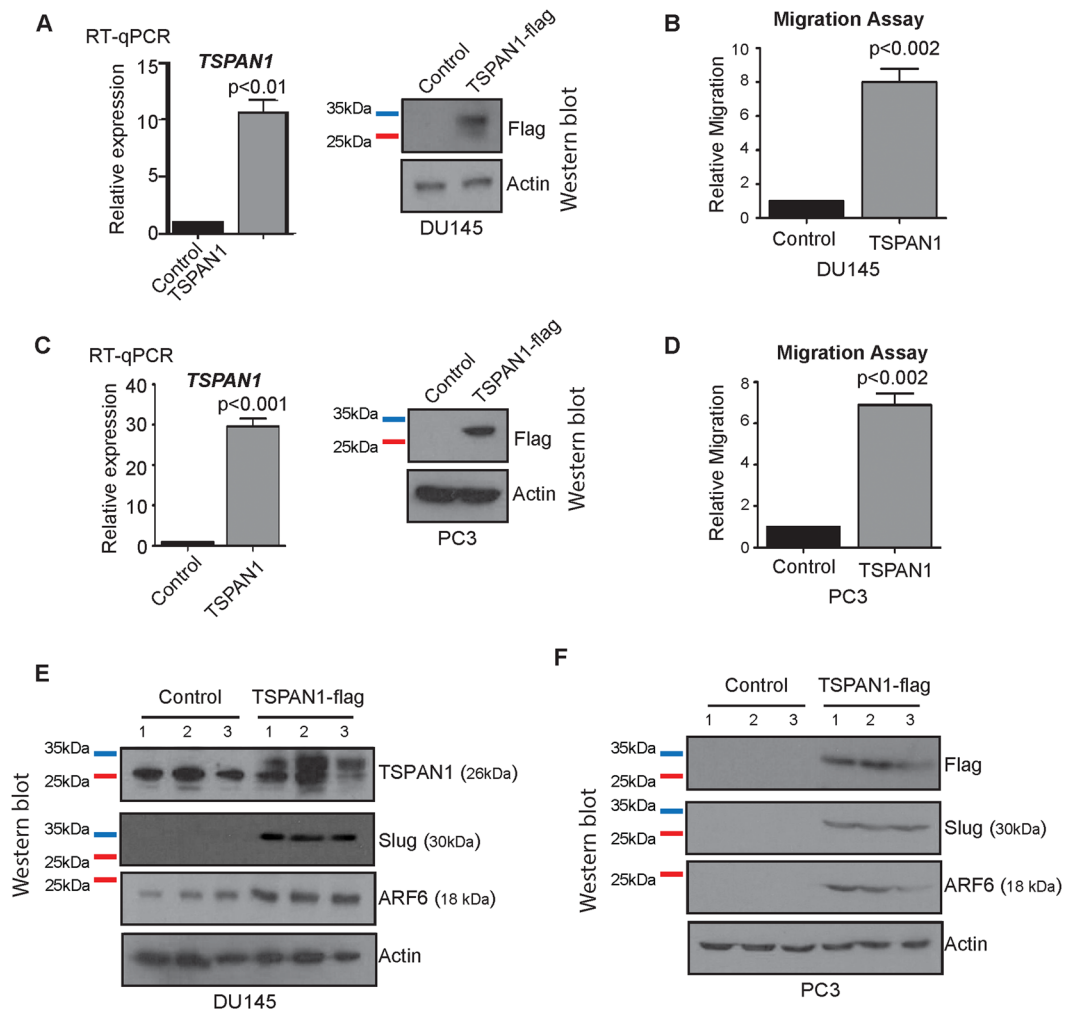 A
RT-qPCR
TSPAN1
p<0.01
Relative expression
15
10
5
0
Control
TSPAN1
Control
TSPAN1-flag
35kDa
25kDa
Flag
Actin
DU145
Western blot
B
Migration Assay
p<0.002
Relative Migration
10
8
6
4
2
0
Control
TSPAN1
DU145
C
RT-qPCR
TSPAN1
p<0.001
Relative expression
40
30
20
10
0
Control
TSPAN1
Control
TSPAN1-flag
35kDa
25kDa
Flag
Actin
PC3
Western blot
D
Migration Assay
p<0.002
Relative Migration
8
6
4
2
0
Control
TSPAN1
PC3
E
Control
TSPAN1-flag
1 2 3 1 2 3
35kDa
25kDa
TSPAN1 (26kDa)
35kDa
25kDa
Slug (30kDa)
25kDa
ARF6 (18 kDa)
Actin
Western blot
DU145
F
Control
TSPAN1-flag
1 2 3 1 2 3
35kDa
25kDa
Flag
35kDa
25kDa
Slug (30kDa)
25kDa
ARF6 (18 kDa)
Actin
Western blot
PC3